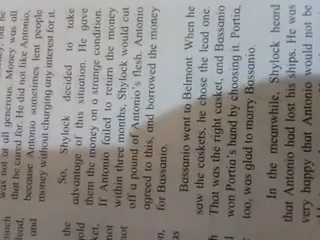 was not at all generous. Money was all
that he cared for. He did not like Antonio,
because Antonio sometimes lent people
money without charging any interest for it.
So, Shylock decided to take
advantage of this situation. He gave
them the money on a strange condition.
If Antonio failed to return the money
within three months, Shylock would cut
off a pound of Antonio's flesh. Antonio
agreed to this, and borrowed the money
for Bassanio.
Bassanio went to Belmont. When he
saw the caskets, he chose the lead one.
That was the right casket, and Bassanio
won Portia's hand by choosing it. Portia,
too, was glad to marry Bassanio.
In the meanwhile, Shylock heard
that Antonio had lost his ships. He was
very happy that Antonio would not be